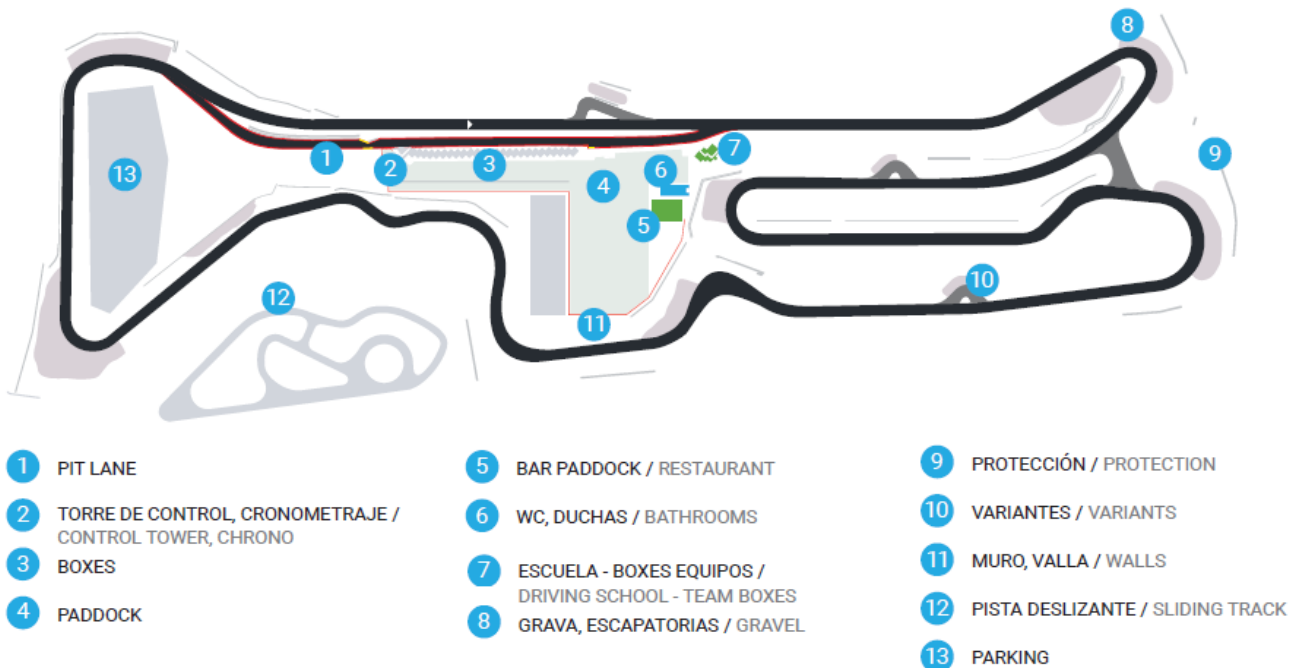 8
7
9
1
2
3
6
13
4
5
10
12
11
1 PIT LANE
2 TORRE DE CONTROL, CRONOMETRAJE /
CONTROL TOWER, CHRONO
3 BOXES
4 PADDOCK
5 BAR PADDOCK / RESTAURANT
6 WC, DUCHAS / BATHROOMS
7 ESCUELA - BOXES EQUIPOS /
DRIVING SCHOOL - TEAM BOXES
8 GRAVA, ESCAPATORIAS / GRAVEL
9 PROTECCIÓN / PROTECTION
10 VARIANTES / VARIANTS
11 MURO, VALLA / WALLS
12 PISTA DESLIZANTE / SLIDING TRACK
13 PARKING